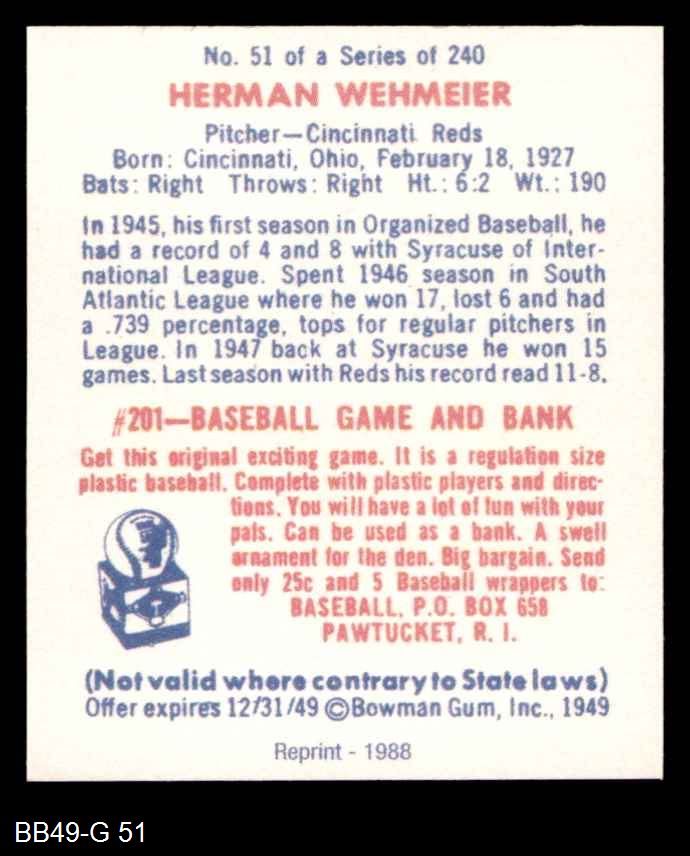 No. 51 of a Series of 240
HERMAN WEHMEIER
Pitcher—Cincinnati Reds
Born: Cincinnati, Ohio, February 18, 1927
Bats: Right Throws: Right Ht.: 6:2 Wt.: 190
In 1945, his first season in Organized Baseball, he
had a record of 4 and 8 with Syracuse of Inter-
national League. Spent 1946 season in South
Atlantic League where he won 17, lost 6 and had
a .739 percentage, tops for regular pitchers in
League. In 1947 back at Syracuse he won 15
games. Last season with Reds his record read 11-8.
#201—BASEBALL GAME AND BANK
Get this original exciting game. It is a regulation size
plastic baseball. Complete with plastic players and direc-
tions. You will have a lot of fun with your
pals. Can be used as a bank. A swell
ornament for the den. Big bargain. Send
only 25c and 5 Baseball wrappers to:
BASEBALL, P.O. BOX 658
PAWTUCKET, R. I.
(Not valid where contrary to State laws)
Offer expires 12/31/49 ©Bowman Gum, Inc., 1949
Reprint - 1988
BB49-G 51